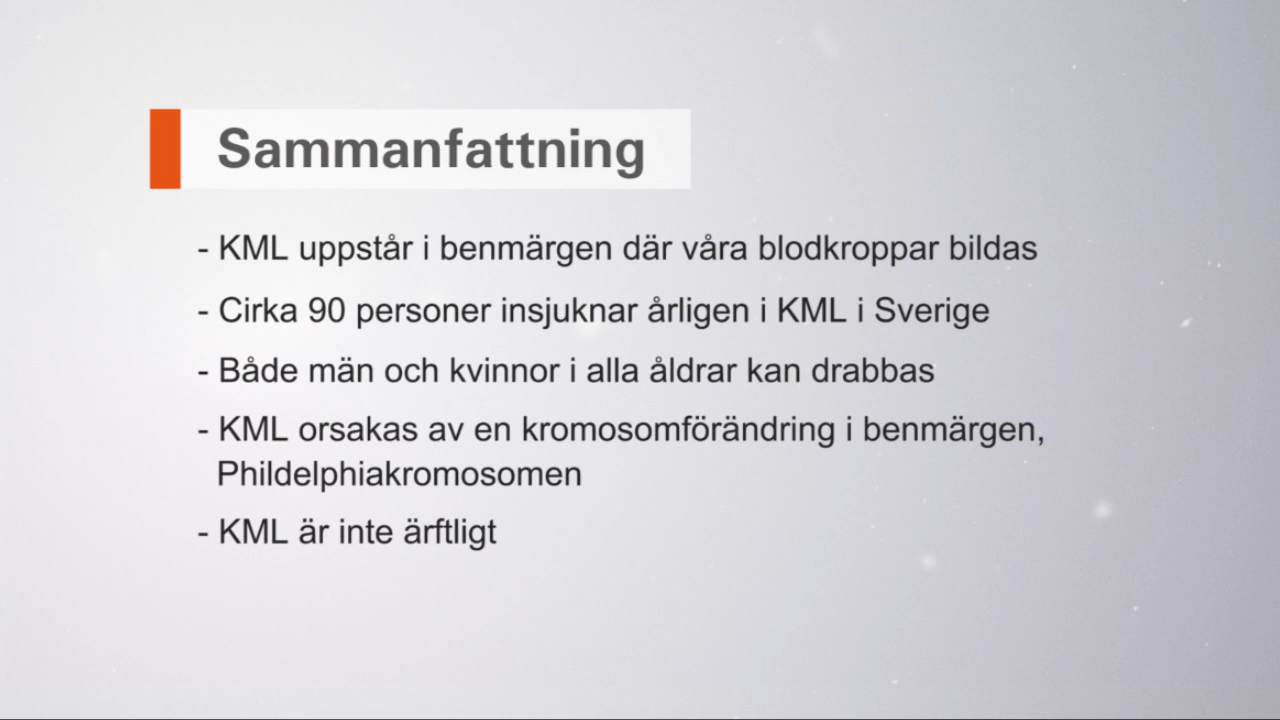 Sammanfattning
- KML uppstår i benmärgen där våra blodkroppar bildas
- Cirka 90 personer insjuknar årligen i KML i Sverige
- Både män och kvinnor i alla åldrar kan drabbas
- KML orsakas av en kromosomförändring i benmärgen,
Phildelphiakromosomen
- KML är inte ärftligt